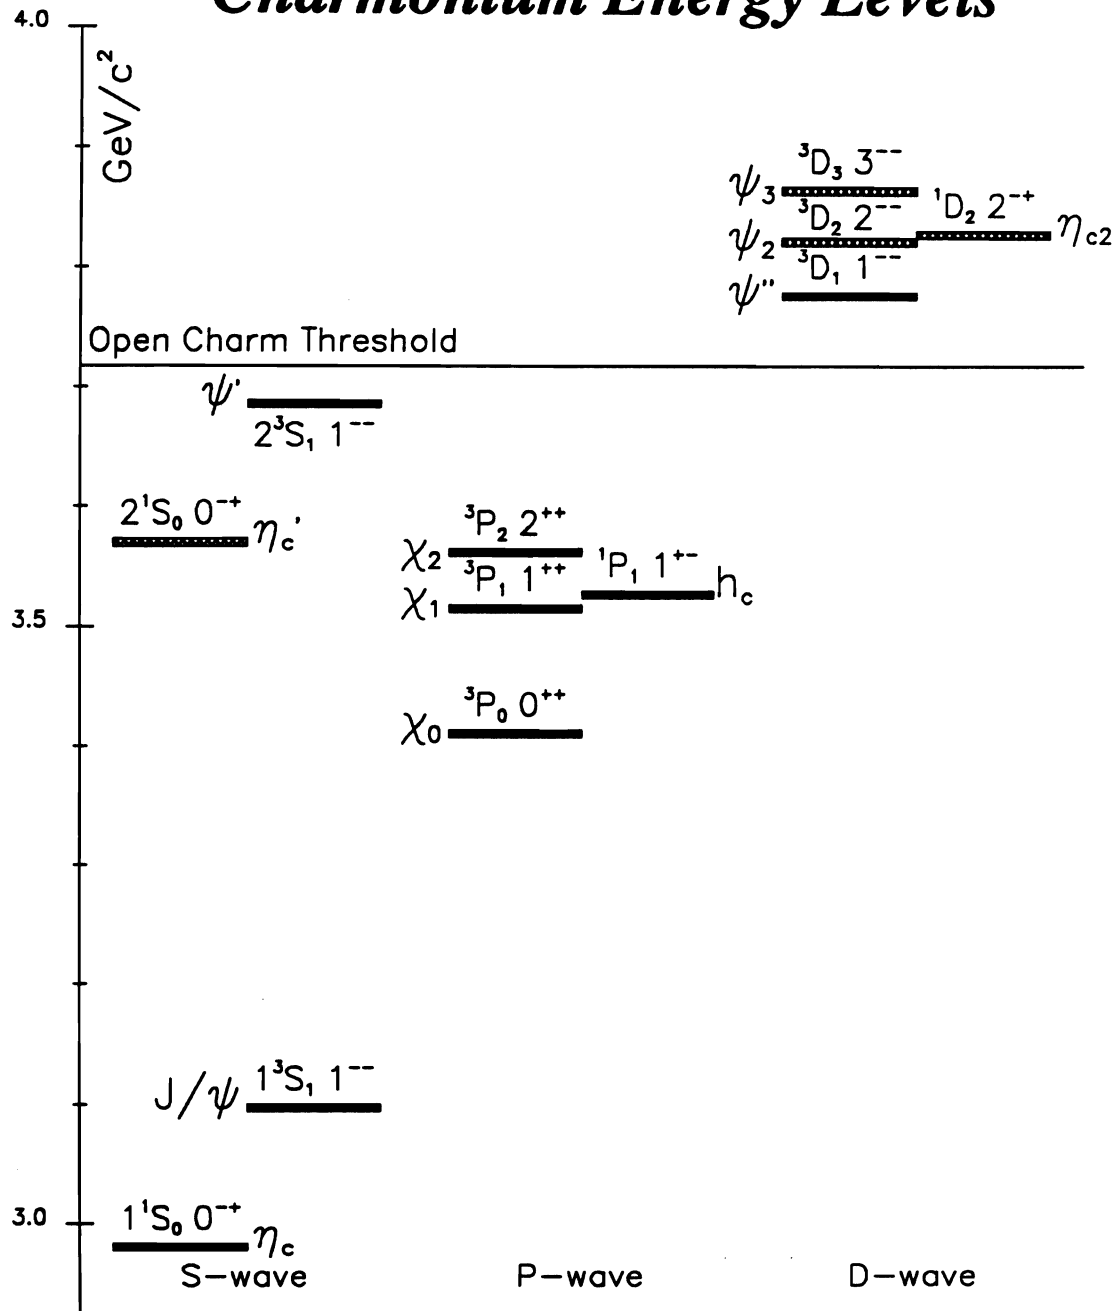 Charmonium Energy Levels
4.0
GeV/c²
³D₃ 3⁻⁻
ψ₃
¹D₂ 2⁻⁺
³D₂ 2⁻⁻
η_c2
ψ₂
³D₁ 1⁻⁻
ψ"
Open Charm Threshold
ψ'
2³S₁ 1⁻⁻
2¹S₀ 0⁻⁺
η_c'
³P₂ 2⁺⁺
χ₂
¹P₁ 1⁺⁻
³P₁ 1⁺⁺
h_c
χ₁
3.5
³P₀ 0⁺⁺
χ₀
1³S₁ 1⁻⁻
J/ψ
3.0
1¹S₀ 0⁻⁺
η_c
S-wave
P-wave
D-wave